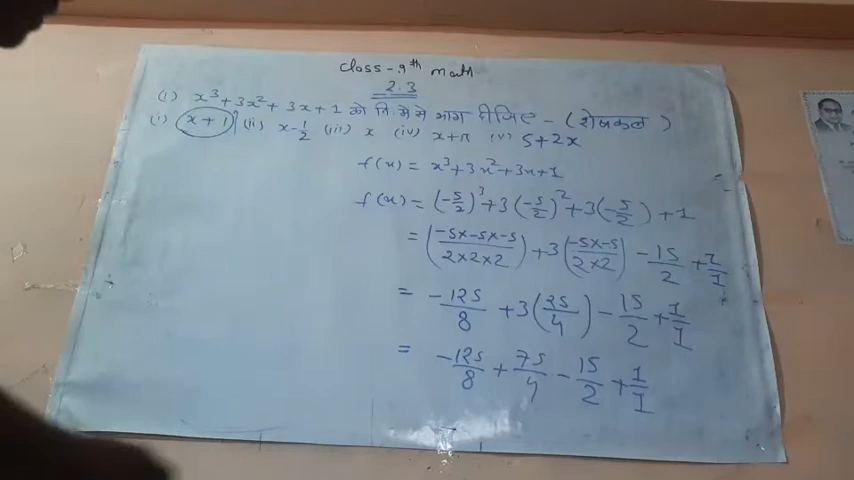 Class - 9th math
2.3
(1) x³ + 3x² + 3x + 1 को नि. में से भाग दीजिए - (शेषफल)
(i) x + 1 (ii) x - 1/2 (iii) x (iv) x + π (v) 5 + 2x
f(x) = x³ + 3x² + 3x + 1
f(x) = (-5/2)³ + 3(-5/2)² + 3(-5/2) + 1
= (-5x-5x-5/2x2x2) + 3(-5x-5/2x2) - 15/2 + 1/1
= -125/8 + 3(25/4) - 15/2 + 1/1
= -125/8 + 75/4 - 15/2 + 1/1